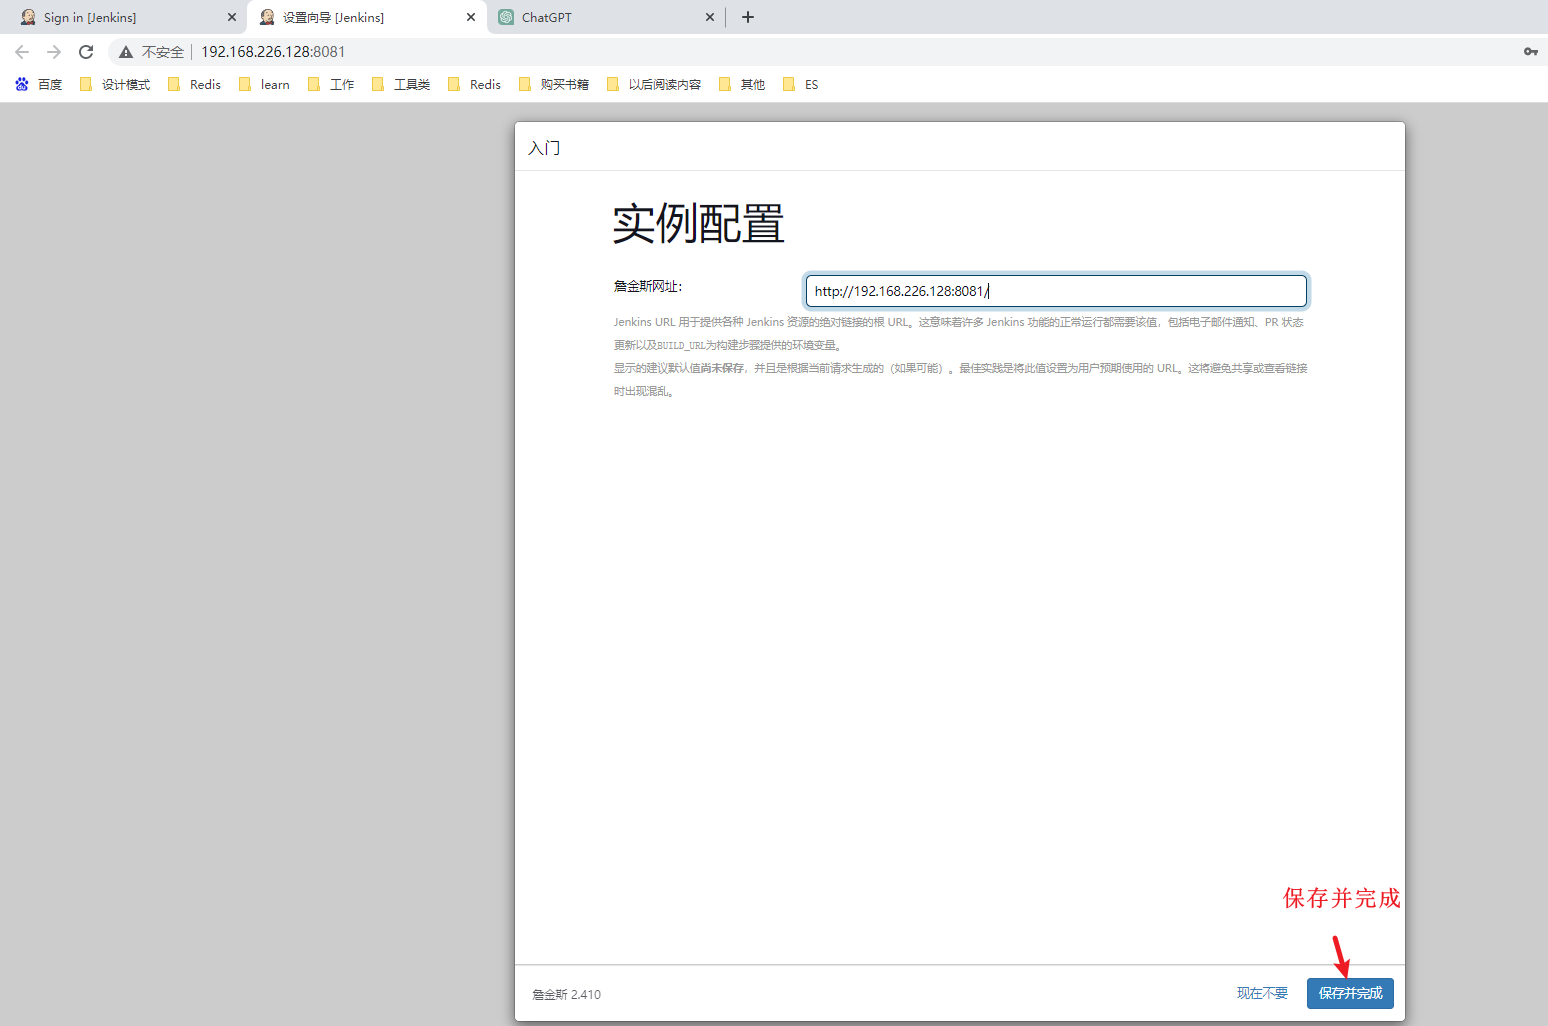 Sign in [Jenkins]
设置向导 [Jenkins]
ChatGPT
不安全 | 192.168.226.128:8081
百度 设计模式 Redis learn 工作 工具类 Redis 购买书籍 以后阅读内容 其他 ES
入门
实例配置
詹金斯网址:
http://192.168.226.128:8081/
Jenkins URL 用于提供各种 Jenkins 资源的绝对链接的根 URL。这意味着许多 Jenkins 功能的正常运行都需要该值，包括电子邮件通知、PR 状态
更新以及BUILD_URL为构建步骤提供的环境变量。
显示的建议默认值尚未保存，并且是根据当前请求生成的（如果可能）。最佳实践是将此值设置为用户预期使用的 URL。这将避免共享或查看链接
时出现混乱。
保存并完成
詹金斯 2.410
现在不要
保存并完成